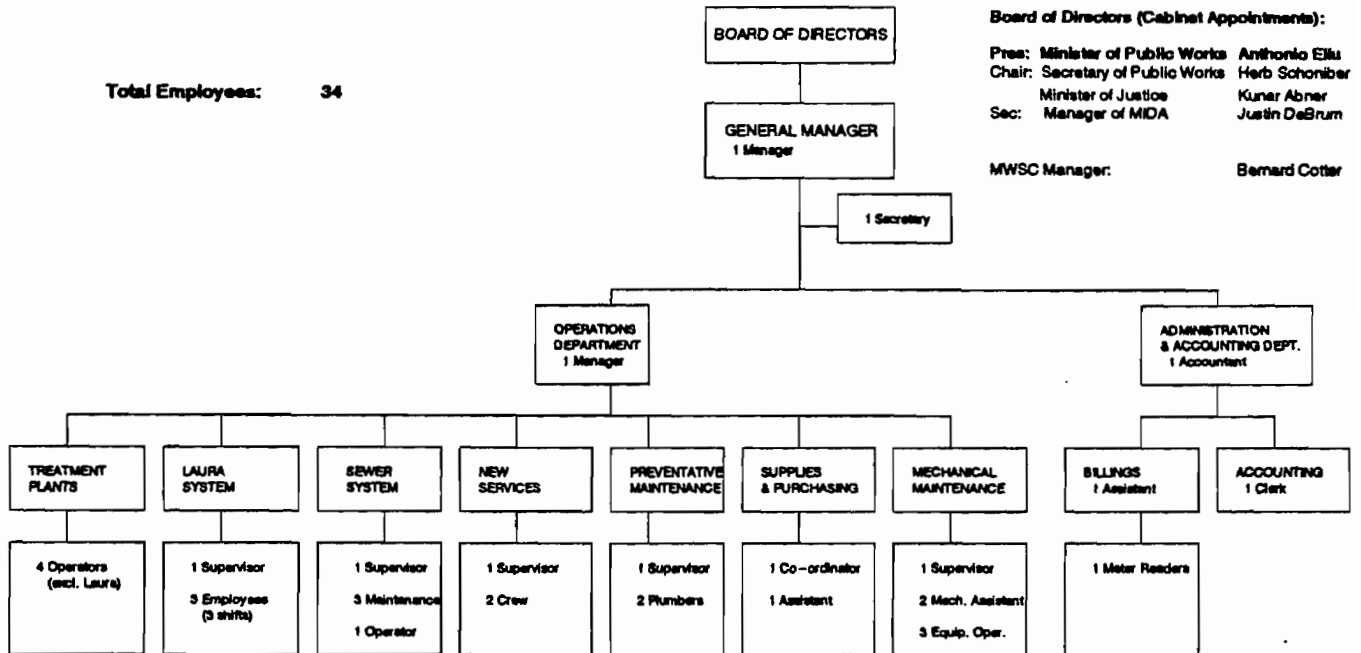 Board of Directors (Cabinet Appointments):
Pres: Minister of Public Works Anthonio Eliu
Chair: Secretary of Public Works Herb Schoniber
Minister of Justice Kunar Abner
Sec: Manager of MIDA Justin DeBrum
MWSC Manager: Bernard Cotter
Total Employees: 34
BOARD OF DIRECTORS
GENERAL MANAGER
1 Manager
1 Secretary
OPERATIONS
DEPARTMENT
1 Manager
ADMINISTRATION
& ACCOUNTING DEPT.
1 Accountant
TREATMENT
PLANTS
LAURA
SYSTEM
SEWER
SYSTEM
NEW
SERVICES
PREVENTATIVE
MAINTENANCE
SUPPLIES
& PURCHASING
MECHANICAL
MAINTENANCE
BILLINGS
1 Assistant
ACCOUNTING
1 Clerk
4 Operators
(excl. Laura)
1 Supervisor
3 Employees
(3 shifts)
1 Supervisor
3 Maintenance
1 Operator
1 Supervisor
2 Crew
1 Supervisor
2 Plumbers
1 Co-ordinator
1 Assistant
1 Supervisor
2 Mech. Assistant
3 Equip. Oper.
1 Meter Readers